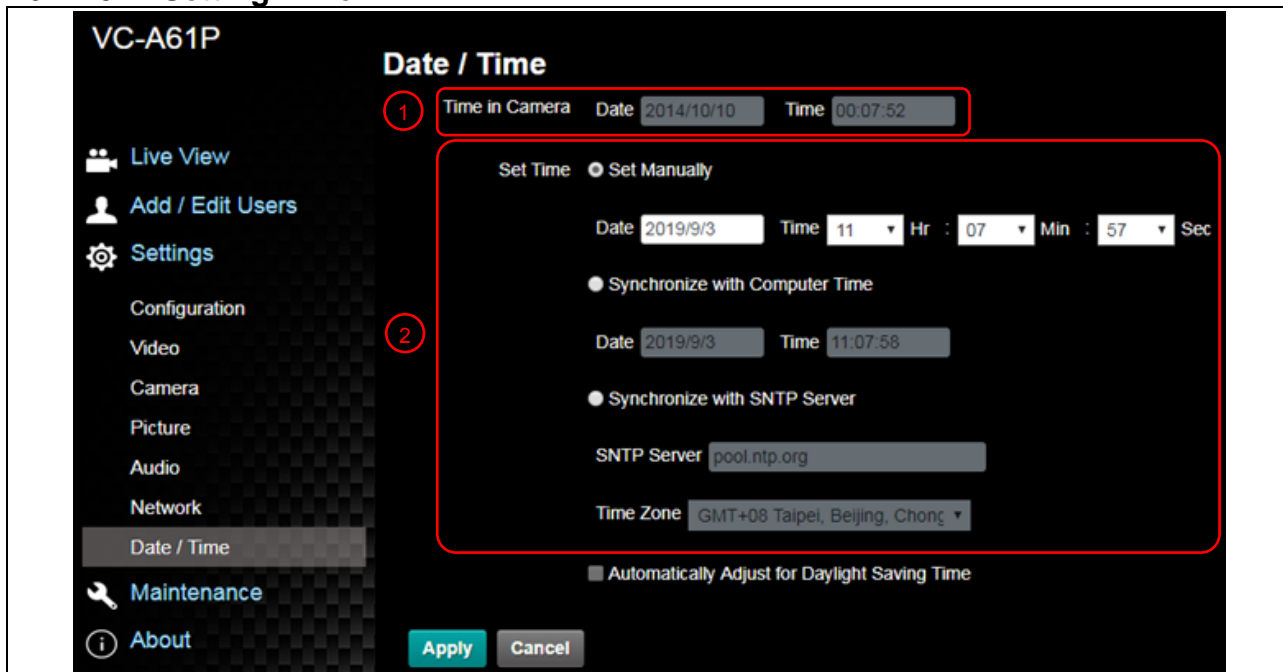 VC-A61P
Date / Time
1 Time in Camera Date 2014/10/10 Time 00:07:52
Live View
Add / Edit Users
Settings
Configuration
Video
Camera
Picture
Audio
Network
Date / Time
Maintenance
About
2
Set Time Set Manually
Date 2019/9/3 Time 11 Hr : 07 Min : 57 Sec
Synchronize with Computer Time
Date 2019/9/3 Time 11:07:58
Synchronize with SNTP Server
SNTP Server pool.ntp.org
Time Zone GMT+08 Taipei, Beijing, Chong
Automatically Adjust for Daylight Saving Time
Apply Cancel